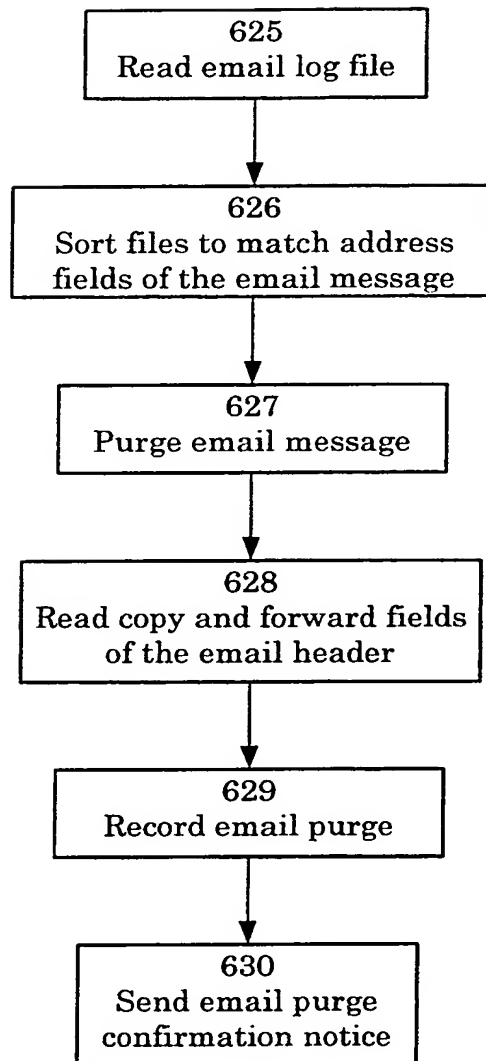 625
Read email log file
626
Sort files to match address
fields of the email message
627
Purge email message
628
Read copy and forward fields
of the email header
629
Record email purge
630
Send email purge
confirmation notice